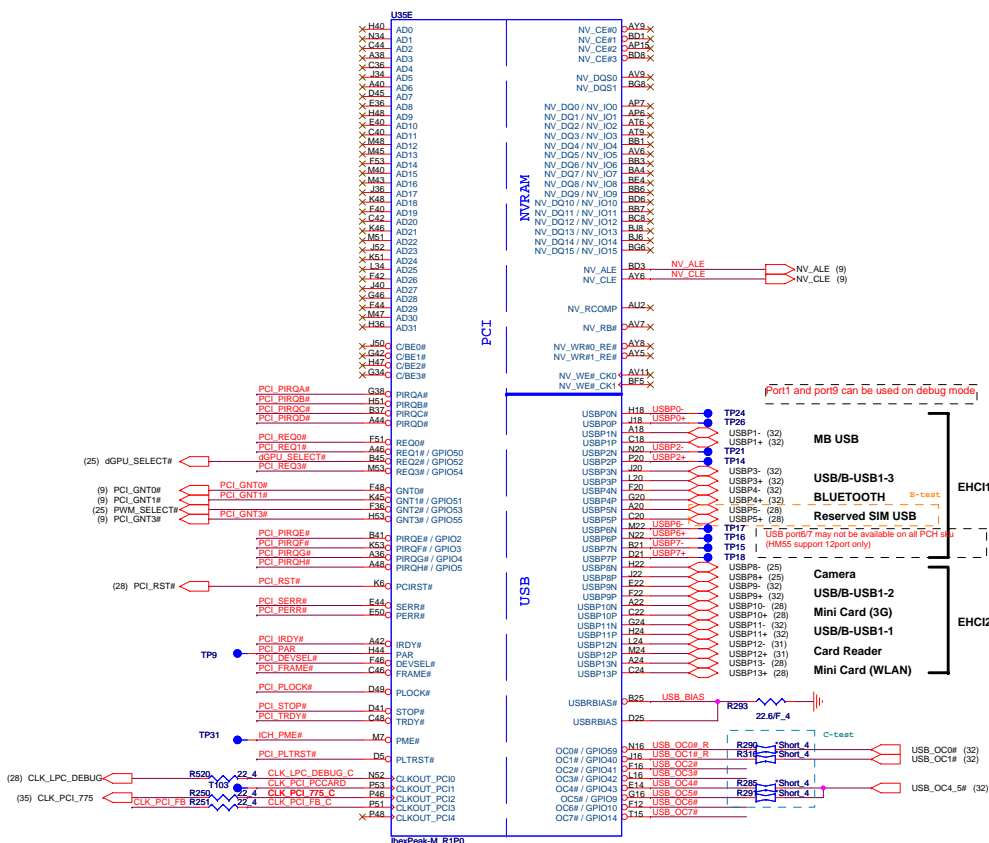 U35E
H40 AD0
N34 AD1
C44 AD2
A38 AD3
C36 AD4
J34 AD5
A40 AD6
D45 AD7
E36 AD8
H48 AD9
E40 AD10
C40 AD11
M48 AD12
M45 AD13
F53 AD14
M40 AD15
M43 AD16
J36 AD17
K48 AD18
F40 AD19
C42 AD20
K46 AD21
M51 AD22
J52 AD23
K51 AD24
L34 AD25
F42 AD26
J40 AD27
G46 AD28
F44 AD29
M47 AD30
H36 AD31
J50 C/BE0#
G42 C/BE1#
H47 C/BE2#
G34 C/BE3#
PCI_PIRQA# G38 PIRQA#
PCI_PIRQB# H51 PIRQB#
PCI_PIRQC# B37 PIRQC#
PCI_PIRQD# A44 PIRQD#
PCI_REQ0# F51 REQ0#
PCI_REQ1# A46 REQ1# / GPIO50
(25) dGPU_SELECT# dGPU_SELECT# B45 REQ2# / GPIO52
PCI_REQ3# M53 REQ3# / GPIO54
(9) PCI_GNT0# PCI_GNT0# F48 GNT0#
(9) PCI_GNT1# PCI_GNT1# K45 GNT1# / GPIO51
(25) PWM_SELECT# F36 GNT2# / GPIO53
(9) PCI_GNT3# PCI_GNT3# H53 GNT3# / GPIO55
PCI_PIRQE# B41 PIRQE# / GPIO2
PCI_PIRQF# K53 PIRQF# / GPIO3
PCI_PIRQG# A36 PIRQG# / GPIO4
PCI_PIRQH# A48 PIRQH# / GPIO5
(28) PCI_RST# PCI_RST# K6 PCIRST#
PCI_SERR# E44 SERR#
PCI_PERR# E50 PERR#
PCI_IRDY# A42 IRDY#
TP9 PCI_PAR H44 PAR
PCI_DEVSEL# F46 DEVSEL#
PCI_FRAME# C46 FRAME#
PCI_PLOCK# D49 PLOCK#
PCI_STOP# D41 STOP#
PCI_TRDY# C48 TRDY#
TP31 ICH_PME# M7 PME#
PCI_PLTRST# D5 PLTRST#
(28) CLK_LPC_DEBUG R520 22_4 CLK_LPC_DEBUG_C N52 CLKOUT_PCI0
T103 CLK_PCI_PCCARD P53 CLKOUT_PCI1
(35) CLK_PCI_775 R250 22_4 CLK_PCI_775_C P46 CLKOUT_PCI2
CLK_PCI_FB R251 22_4 CLK_PCI_FB_C P51 CLKOUT_PCI3
P48 CLKOUT_PCI4
IbexPeak-M_R1P0
PCI
NVRAM
USB
NV_CE#0 AY9
NV_CE#1 BD1
NV_CE#2 AP15
NV_CE#3 BD8
NV_DQS0 AV9
NV_DQS1 BG8
NV_DQ0 / NV_IO0 AP7
NV_DQ1 / NV_IO1 AP6
NV_DQ2 / NV_IO2 AT6
NV_DQ3 / NV_IO3 AT9
NV_DQ4 / NV_IO4 BB1
NV_DQ5 / NV_IO5 AV6
NV_DQ6 / NV_IO6 BB3
NV_DQ7 / NV_IO7 BA4
NV_DQ8 / NV_IO8 BE4
NV_DQ9 / NV_IO9 BB6
NV_DQ10 / NV_IO10 BD6
NV_DQ11 / NV_IO11 BB7
NV_DQ12 / NV_IO12 BC8
NV_DQ13 / NV_IO13 BJ8
NV_DQ14 / NV_IO14 BJ6
NV_DQ15 / NV_IO15 BG6
NV_ALE BD3 NV_ALE NV_ALE (9)
NV_CLE AY6 NV_CLE NV_CLE (9)
NV_RCOMP AU2
NV_RB# AV7
NV_WR#0_RE# AY8
NV_WR#1_RE# AY5
NV_WE#_CK0 AV11
NV_WE#_CK1 BF5
Port1 and port9 can be used on debug mode
USBP0N H18 USBP0- TP24
USBP0P J18 USBP0+ TP26
USBP1N A18 USBP1- (32)
USBP1P C18 USBP1+ (32)
MB USB
USBP2N N20 USBP2- TP21
USBP2P P20 USBP2+ TP14
USBP3N J20 USBP3- (32)
USBP3P L20 USBP3+ (32)
USB/B-USB1-3
USBP4N F20 USBP4- (32)
USBP4P G20 USBP4+ (32)
BLUETOOTH
B-test
EHCI1
USBP5N A20 USBP5- (28)
USBP5P C20 USBP5+ (28)
Reserved SIM USB
USBP6N M22 USBP6- TP17
USBP6P N22 USBP6+ TP16
USBP7N B21 USBP7- TP15
USBP7P D21 USBP7+ TP18
USB port6/7 may not be available on all PCH sku
(HM55 support 12port only)
USBP8N H22 USBP8- (25)
USBP8P J22 USBP8+ (25)
Camera
USBP9N E22 USBP9- (32)
USBP9P F22 USBP9+ (32)
USB/B-USB1-2
USBP10N A22 USBP10- (28)
USBP10P C22 USBP10+ (28)
Mini Card (3G)
EHCI2
USBP11N G24 USBP11- (32)
USBP11P H24 USBP11+ (32)
USB/B-USB1-1
USBP12N L24 USBP12- (31)
USBP12P M24 USBP12+ (31)
Card Reader
USBP13N A24 USBP13- (28)
USBP13P C24 USBP13+ (28)
Mini Card (WLAN)
USBRBIAS# B25 USB_BIAS
R293
22.6/F_4
USBRBIAS D25
C-test
OC0# / GPIO59 N16 USB_OC0#_R R290 *Short_4 USB_OC0# (32)
OC1# / GPIO40 J16 USB_OC1#_R R316 *Short_4 USB_OC1# (32)
OC2# / GPIO41 F16 USB_OC2#
OC3# / GPIO42 L16 USB_OC3#
OC4# / GPIO43 E14 USB_OC4# R285 *Short_4 USB_OC4_5# (32)
OC5# / GPIO9 G16 USB_OC5# R291 *Short_4
OC6# / GPIO10 F12 USB_OC6#
OC7# / GPIO14 T15 USB_OC7#